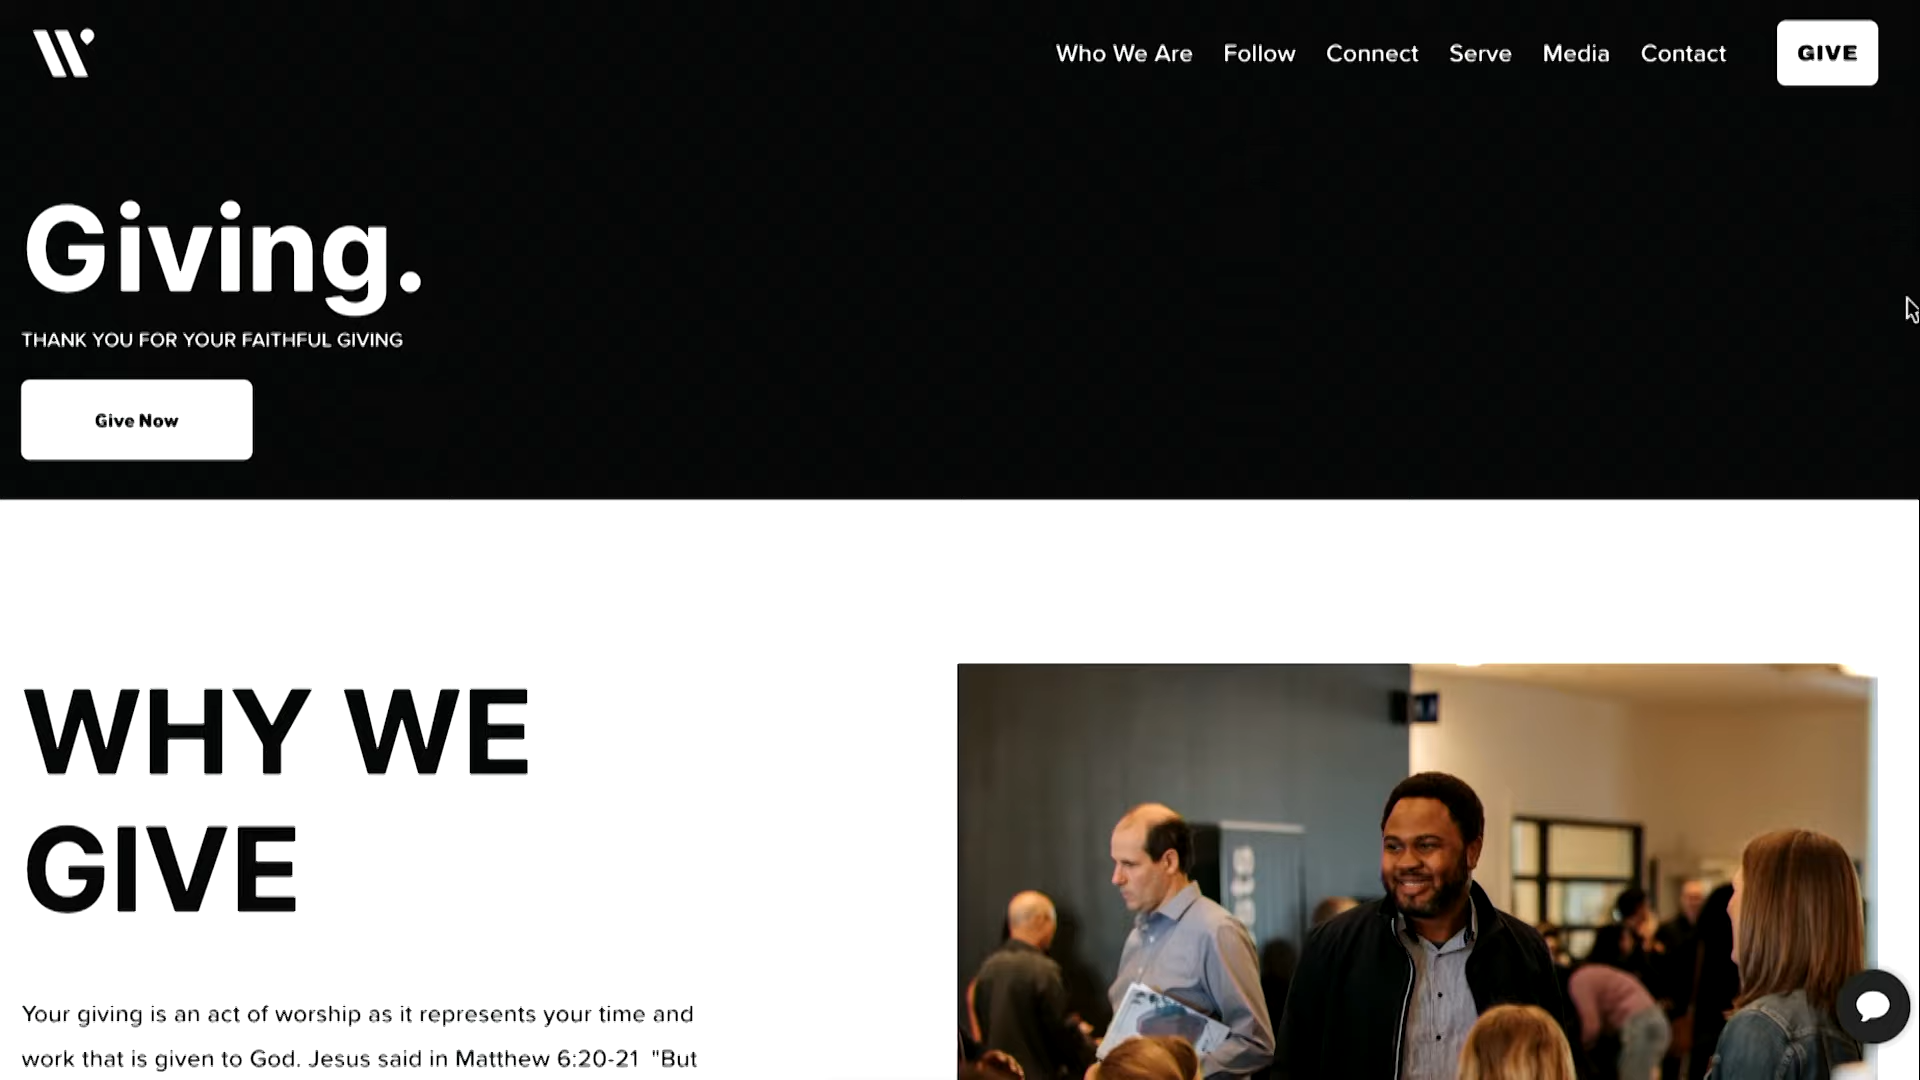 Who We Are Follow Connect Serve Media Contact GIVE
Giving.
THANK YOU FOR YOUR FAITHFUL GIVING
Give Now
WHY WE
GIVE
Your giving is an act of worship as it represents your time and
work that is given to God. Jesus said in Matthew 6:20-21 "But